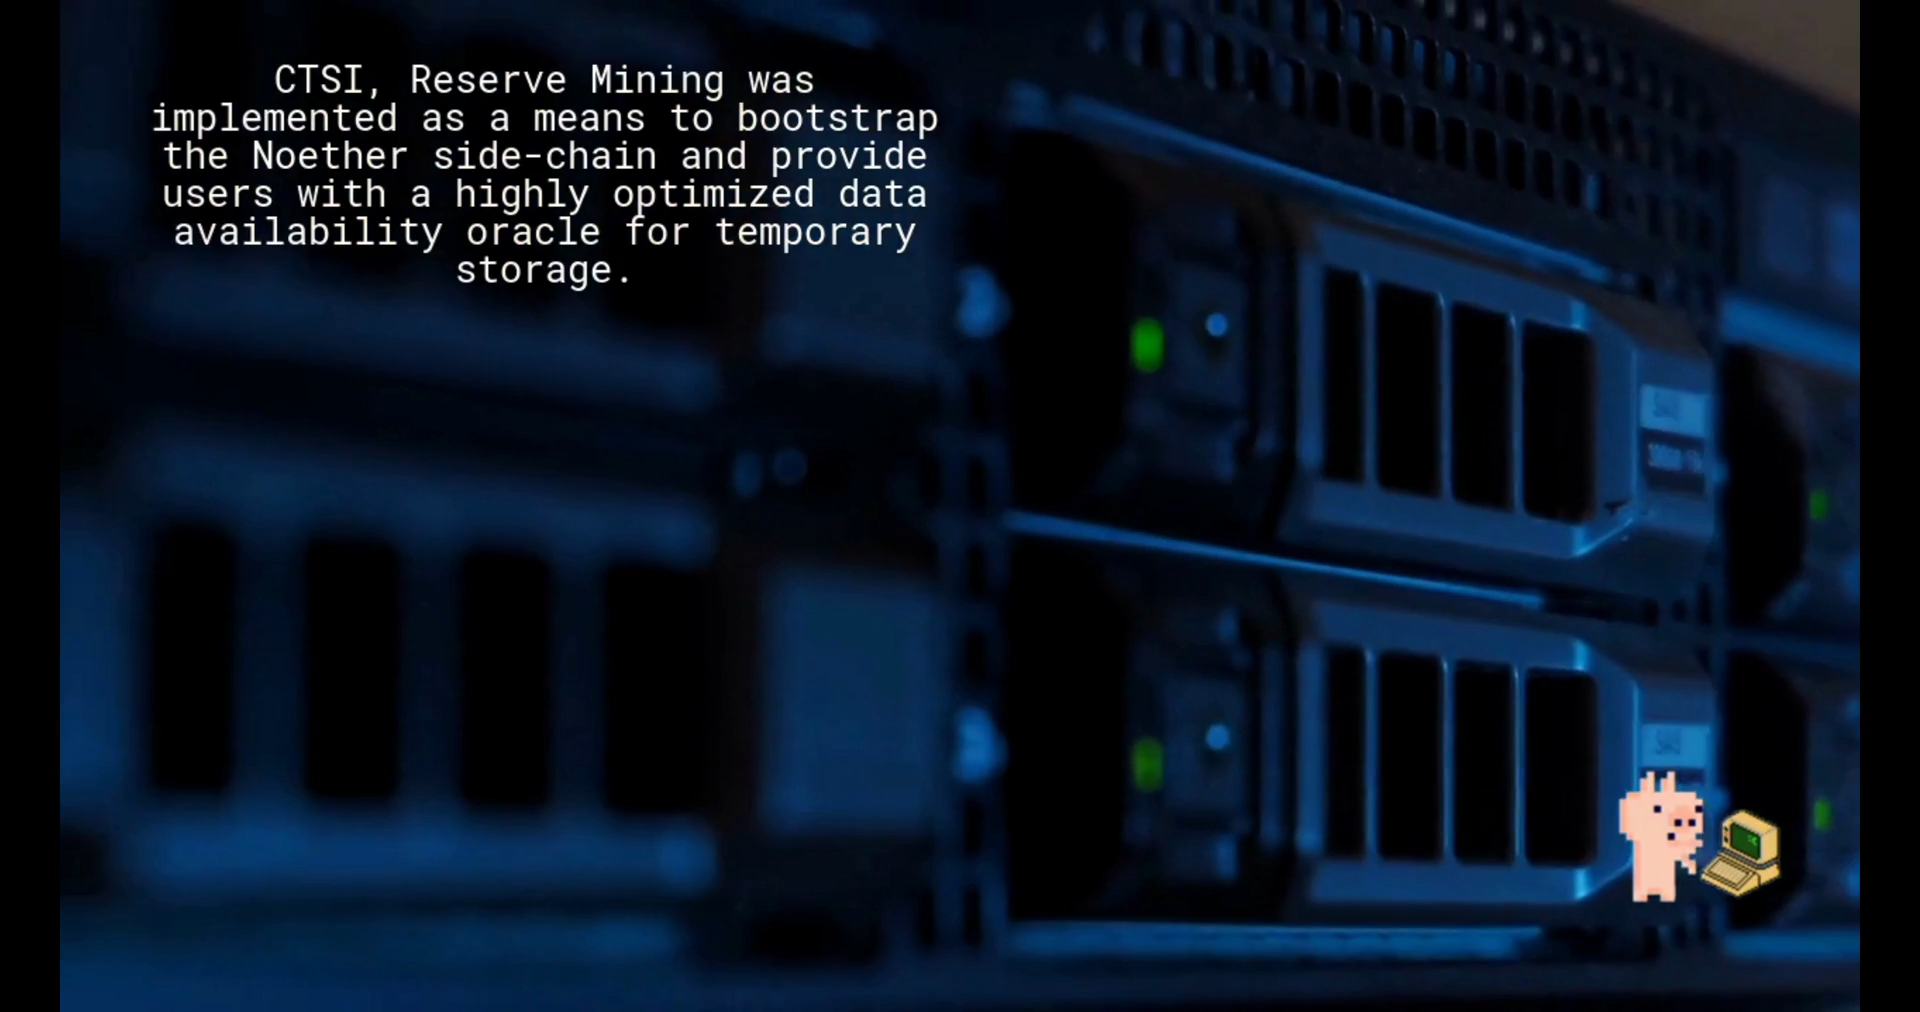 CTSI, Reserve Mining was
implemented as a means to bootstrap
the Noether side-chain and provide
users with a highly optimized data
availability oracle for temporary
storage.